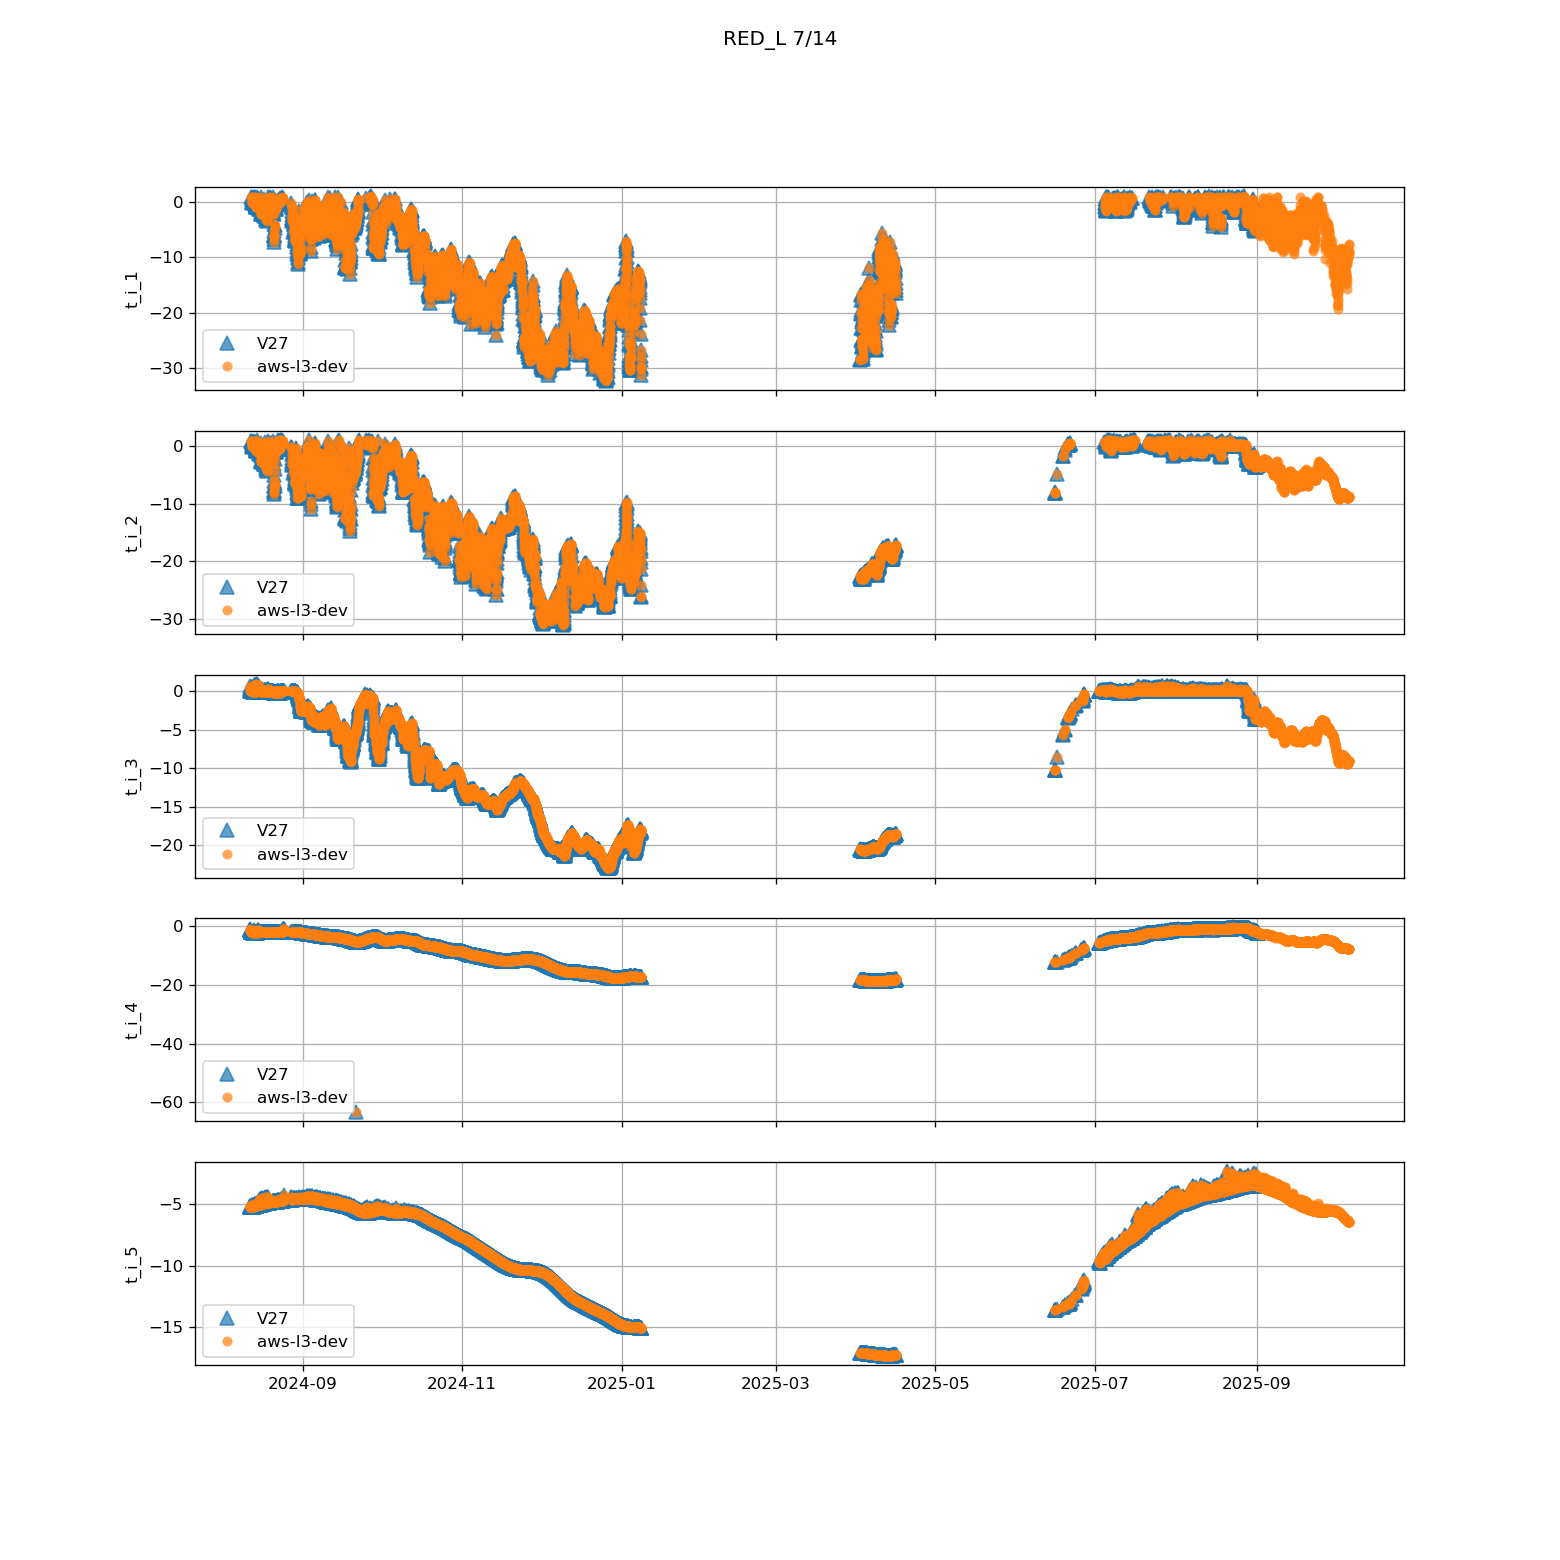 RED_L 7/14
0
−10
−20
−30
t_i_1
V27
aws-l3-dev
0
−10
−20
−30
t_i_2
V27
aws-l3-dev
0
−5
−10
−15
−20
t_i_3
V27
aws-l3-dev
0
−20
−40
−60
t_i_4
V27
aws-l3-dev
−5
−10
−15
t_i_5
V27
aws-l3-dev
2024-09 2024-11 2025-01 2025-03 2025-05 2025-07 2025-09